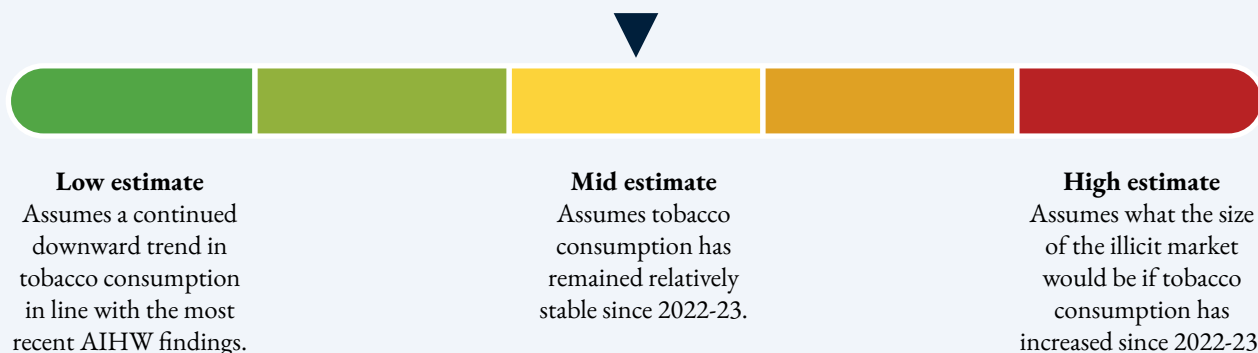 Low estimate
Assumes a continued
downward trend in
tobacco consumption
in line with the most
recent AIHW findings.
Mid estimate
Assumes tobacco
consumption has
remained relatively
stable since 2022-23.
High estimate
Assumes what the size
of the illicit market
would be if tobacco
consumption has
increased since 2022-23